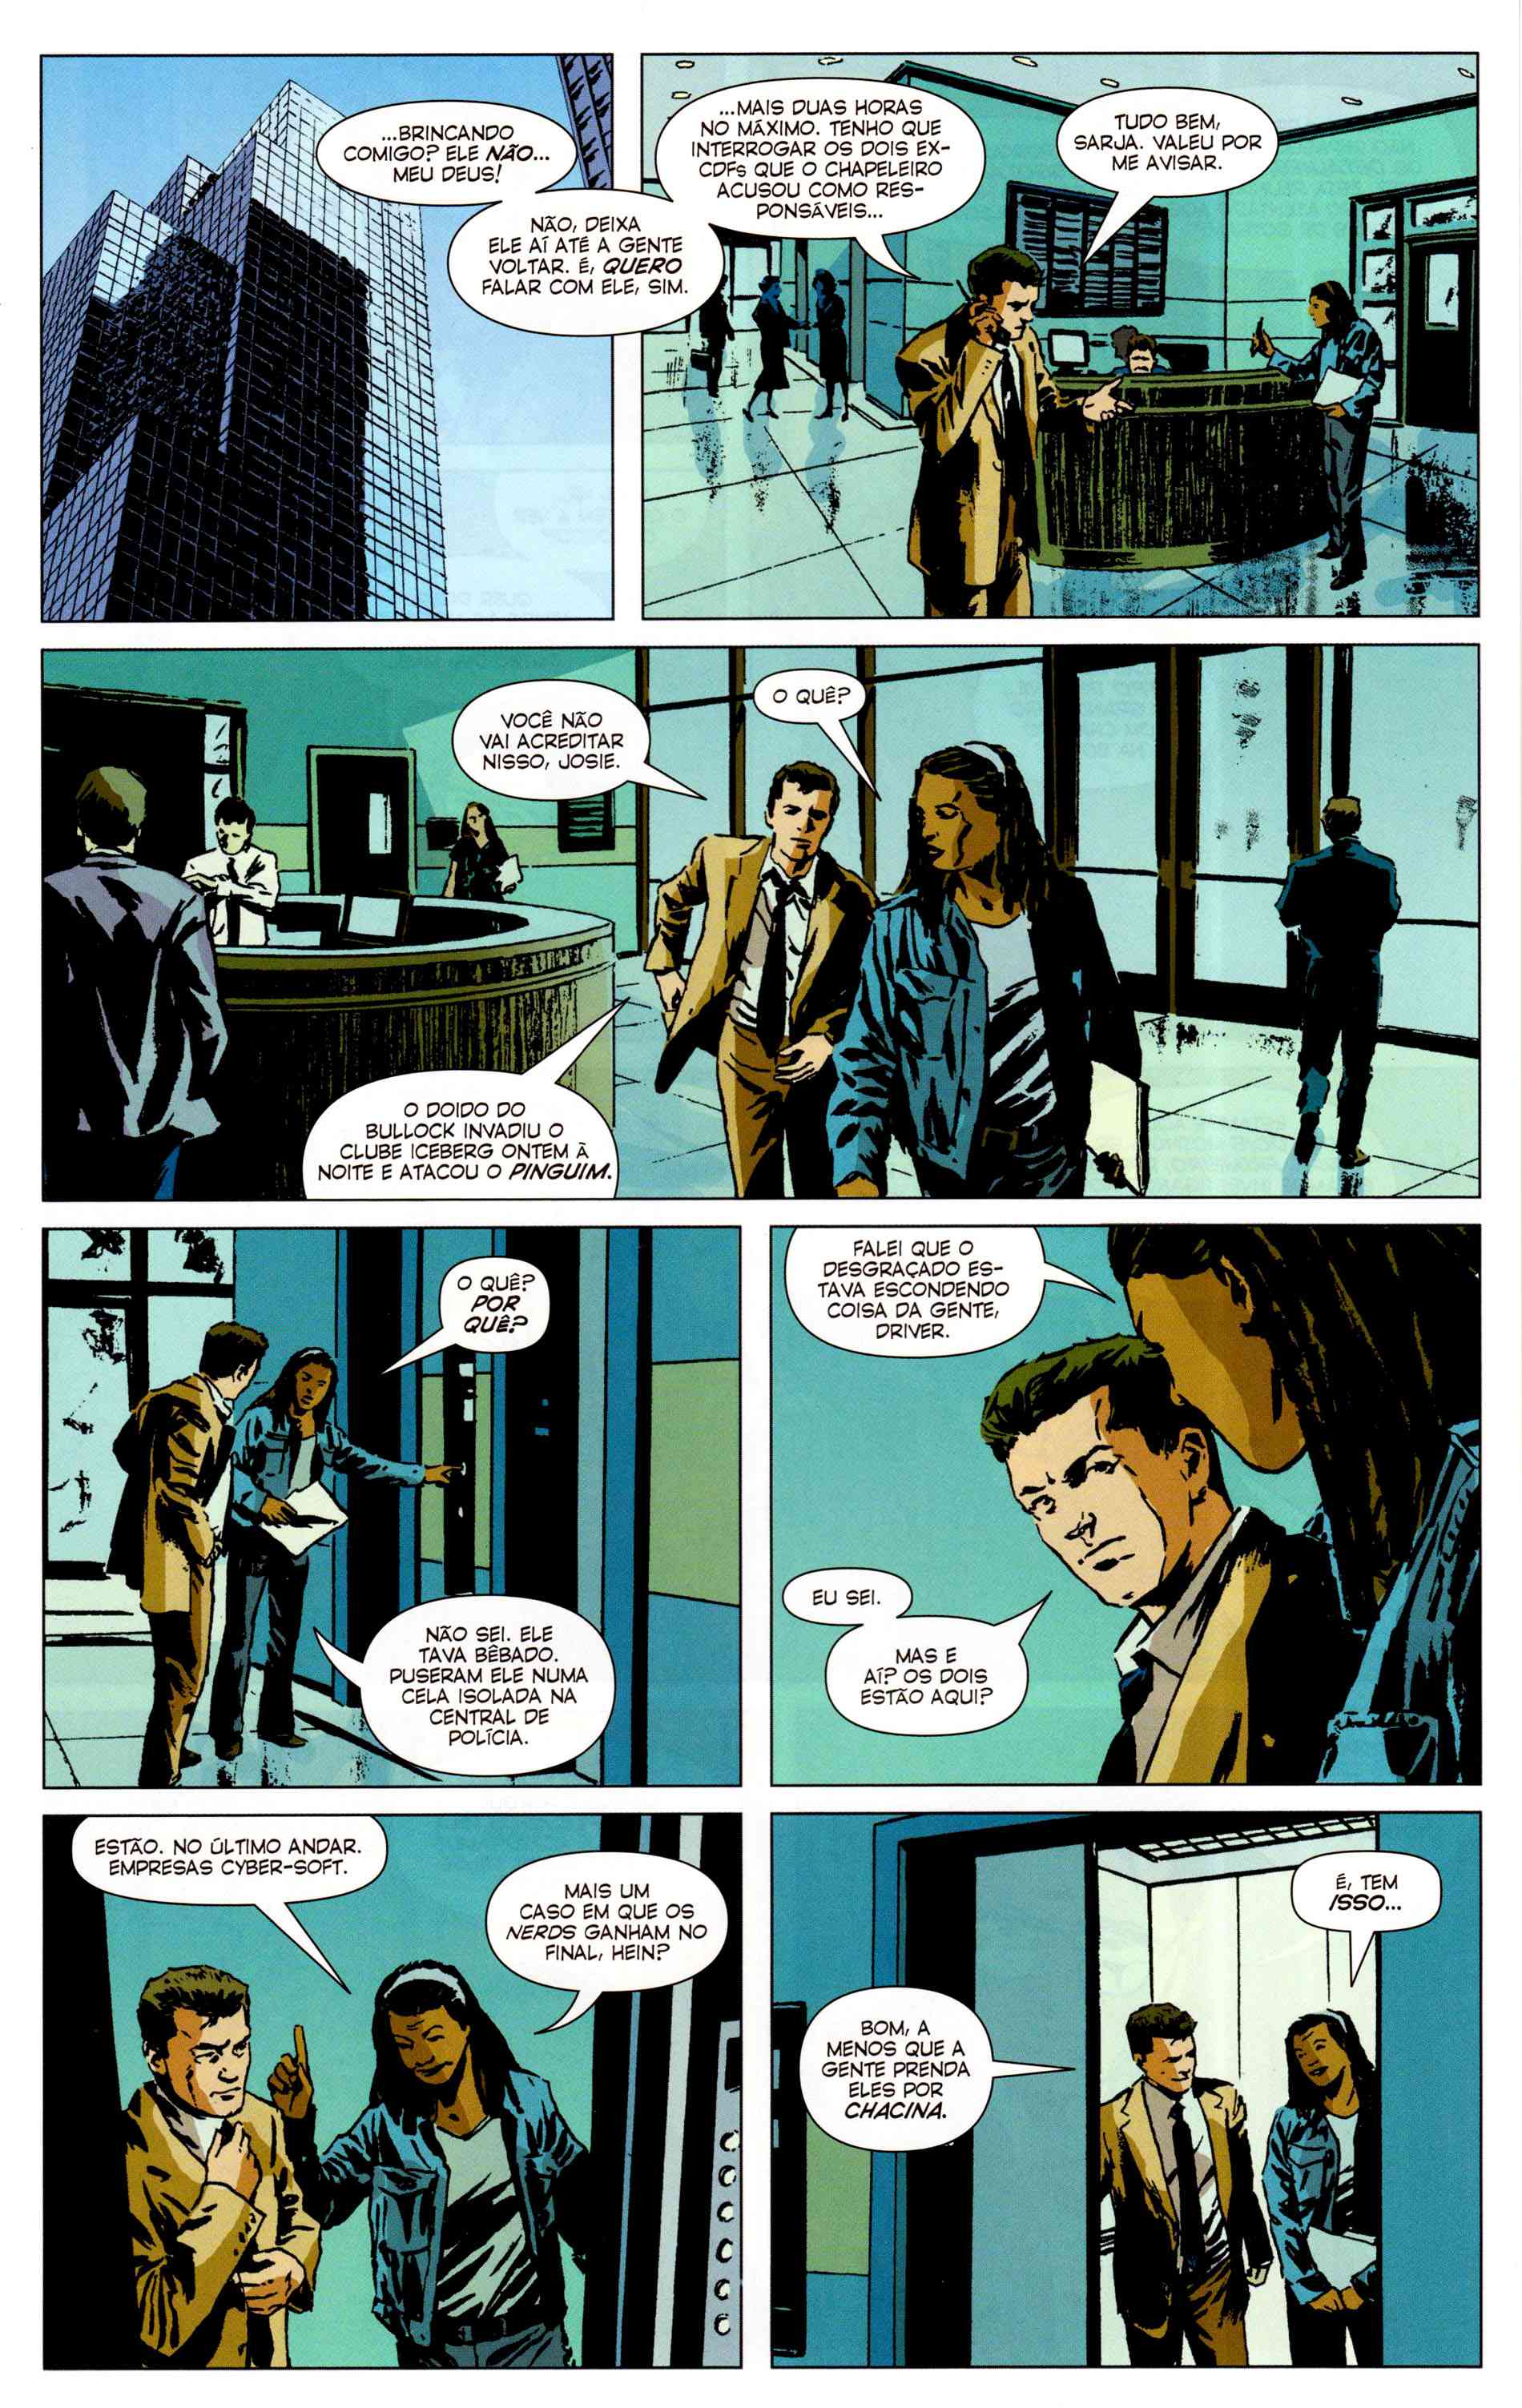 ...BRINCANDO
COMIGO? ELE NÃO...
MEU DEUS!
NÃO, DEIXA
ELE AÍ ATÉ A GENTE
VOLTAR. É, QUERO
FALAR COM ELE, SIM.
...MAIS DUAS HORAS
NO MÁXIMO. TENHO QUE
INTERROGAR OS DOIS EX-
CDFs QUE O CHAPELEIRO
ACUSOU COMO RES-
PONSÁVEIS...
TUDO BEM,
SARJA. VALEU POR
ME AVISAR.
VOCÊ NÃO
VAI ACREDITAR
NISSO, JOSIE.
O QUÊ?
O DOIDO DO
BULLOCK INVADIU O
CLUBE ICEBERG ONTEM À
NOITE E ATACOU O PINGUIM.
O QUÊ?
POR
QUÊ?
NÃO SEI. ELE
TAVA BÊBADO.
PUSERAM ELE NUMA
CELA ISOLADA NA
CENTRAL DE
POLÍCIA.
FALEI QUE O
DESGRAÇADO ES-
TAVA ESCONDENDO
COISA DA GENTE,
DRIVER.
EU SEI.
MAS E
AÍ? OS DOIS
ESTÃO AQUI?
ESTÃO. NO ÚLTIMO ANDAR.
EMPRESAS CYBER-SOFT.
MAIS UM
CASO EM QUE OS
NERDS GANHAM NO
FINAL, HEIN?
BOM, A
MENOS QUE A
GENTE PRENDA
ELES POR
CHACINA.
É, TEM
ISSO...